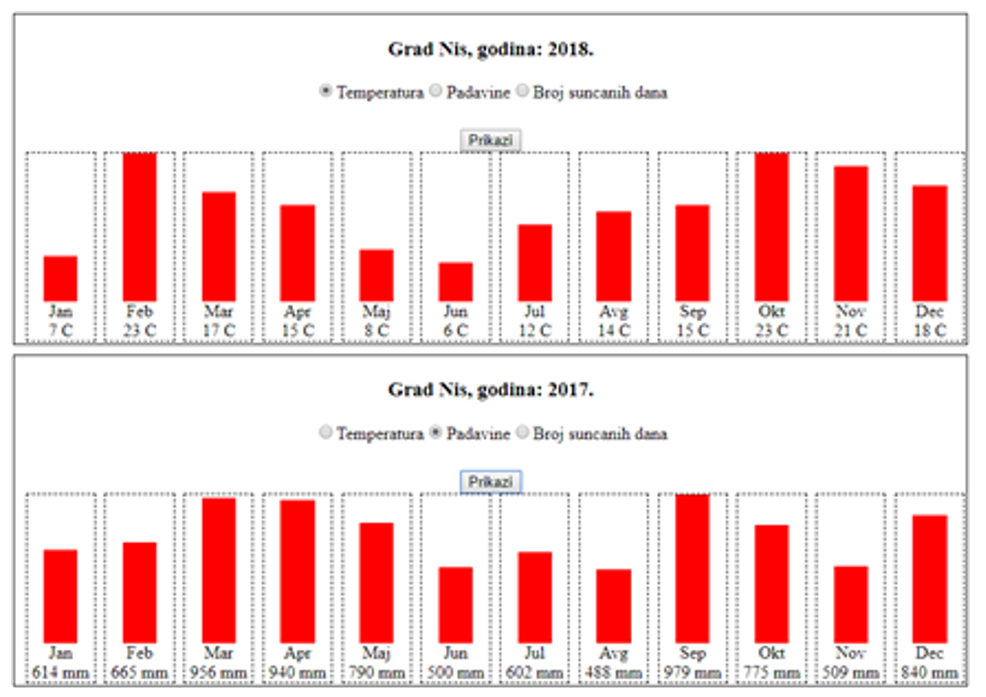 Grad Nis, godina: 2018.
Temperatura Padavine Broj suncanih dana
Prikazi
Jan Feb Mar Apr Maj Jun Jul Avg Sep Okt Nov Dec
7 C 23 C 17 C 15 C 8 C 6 C 12 C 14 C 15 C 23 C 21 C 18 C
Grad Nis, godina: 2017.
Temperatura Padavine Broj suncanih dana
Prikazi
Jan Feb Mar Apr Maj Jun Jul Avg Sep Okt Nov Dec
614 mm 665 mm 956 mm 940 mm 790 mm 500 mm 602 mm 488 mm 979 mm 775 mm 509 mm 840 mm